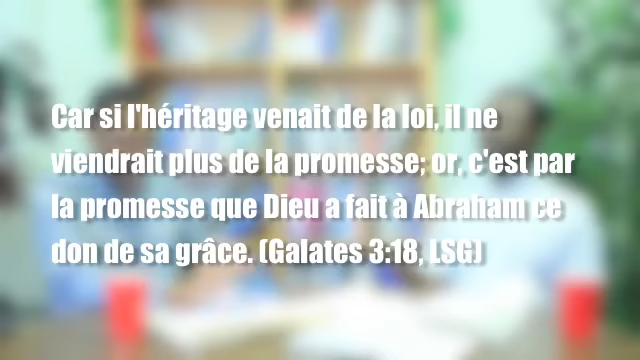 Car si l'héritage venait de la loi, il ne
viendrait plus de la promesse; or, c'est par
la promesse que Dieu a fait à Abraham ce
don de sa grâce. (Galates 3:18, LSG)